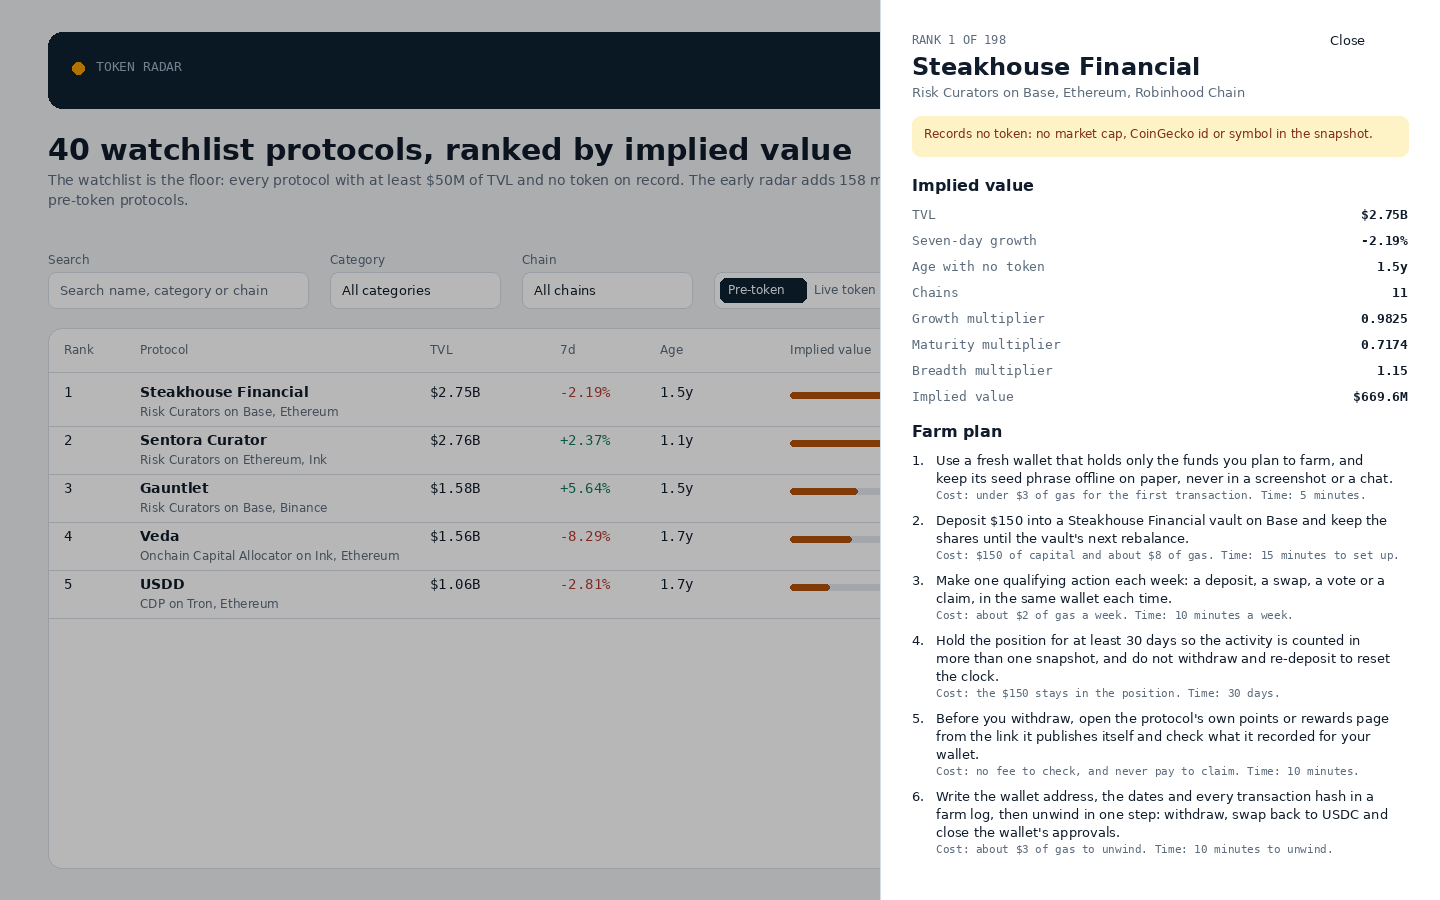 TOKEN RADAR
40 watchlist protocols, ranked by implied value
The watchlist is the floor: every protocol with at least $50M of TVL and no token on record. The early radar adds 158 m
pre-token protocols.
Search
Category
Chain
Search name, category or chain
All categories
All chains
Pre-token
Live token
Rank Protocol TVL 7d Age Implied value
1 Steakhouse Financial $2.75B -2.19% 1.5y
Risk Curators on Base, Ethereum
2 Sentora Curator $2.76B +2.37% 1.1y
Risk Curators on Ethereum, Ink
3 Gauntlet $1.58B +5.64% 1.5y
Risk Curators on Base, Binance
4 Veda $1.56B -8.29% 1.7y
Onchain Capital Allocator on Ink, Ethereum
5 USDD $1.06B -2.81% 1.7y
CDP on Tron, Ethereum
RANK 1 OF 198
Close
Steakhouse Financial
Risk Curators on Base, Ethereum, Robinhood Chain
Records no token: no market cap, CoinGecko id or symbol in the snapshot.
Implied value
TVL $2.75B
Seven-day growth -2.19%
Age with no token 1.5y
Chains 11
Growth multiplier 0.9825
Maturity multiplier 0.7174
Breadth multiplier 1.15
Implied value $669.6M
Farm plan
1. Use a fresh wallet that holds only the funds you plan to farm, and
keep its seed phrase offline on paper, never in a screenshot or a chat.
Cost: under $3 of gas for the first transaction. Time: 5 minutes.
2. Deposit $150 into a Steakhouse Financial vault on Base and keep the
shares until the vault's next rebalance.
Cost: $150 of capital and about $8 of gas. Time: 15 minutes to set up.
3. Make one qualifying action each week: a deposit, a swap, a vote or a
claim, in the same wallet each time.
Cost: about $2 of gas a week. Time: 10 minutes a week.
4. Hold the position for at least 30 days so the activity is counted in
more than one snapshot, and do not withdraw and re-deposit to reset
the clock.
Cost: the $150 stays in the position. Time: 30 days.
5. Before you withdraw, open the protocol's own points or rewards page
from the link it publishes itself and check what it recorded for your
wallet.
Cost: no fee to check, and never pay to claim. Time: 10 minutes.
6. Write the wallet address, the dates and every transaction hash in a
farm log, then unwind in one step: withdraw, swap back to USDC and
close the wallet's approvals.
Cost: about $3 of gas to unwind. Time: 10 minutes to unwind.